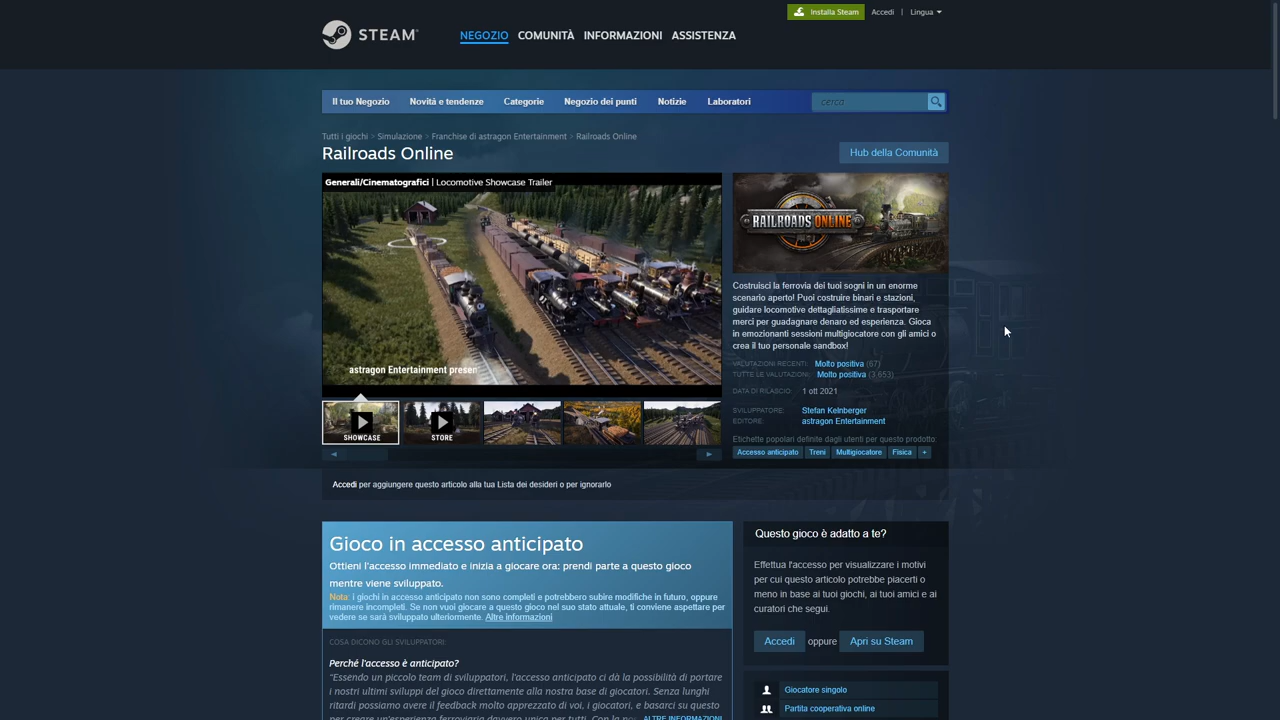 Installa Steam
Accedi | Lingua
STEAM®
NEGOZIO COMUNITÀ INFORMAZIONI ASSISTENZA
Il tuo Negozio Novità e tendenze Categorie Negozio dei punti Notizie Laboratori
cerca
Tutti i giochi > Simulazione > Franchise di astragon Entertainment > Railroads Online
Railroads Online
Hub della Comunità
Generali/Cinematografici | Locomotive Showcase Trailer
astragon Entertainment presen
SHOWCASE
STORE
RAILROADS ONLINE
Costruisci la ferrovia dei tuoi sogni in un enorme
scenario aperto! Puoi costruire binari e stazioni,
guidare locomotive dettagliatissime e trasportare
merci per guadagnare denaro ed esperienza. Gioca
in emozionanti sessioni multigiocatore con gli amici o
crea il tuo personale sandbox!
VALUTAZIONI RECENTI: Molto positiva (67)
TUTTE LE VALUTAZIONI: Molto positiva (3 653)
DATA DI RILASCIO: 1 ott 2021
SVILUPPATORE: Stefan Kelnberger
EDITORE: astragon Entertainment
Etichette popolari definite dagli utenti per questo prodotto
Accesso anticipato Treni Multigiocatore Fisica +
Accedi per aggiungere questo articolo alla tua Lista dei desideri o per ignorarlo
Gioco in accesso anticipato
Ottieni l'accesso immediato e inizia a giocare ora: prendi parte a questo gioco
mentre viene sviluppato.
Nota: i giochi in accesso anticipato non sono completi e potrebbero subire modifiche in futuro, oppure
rimanere incompleti. Se non vuoi giocare a questo gioco nel suo stato attuale, ti conviene aspettare per
vedere se sarà sviluppato ulteriormente. Altre informazioni
COSA DICONO GLI SVILUPPATORI:
Perché l'accesso è anticipato?
“Essendo un piccolo team di sviluppatori, l'accesso anticipato ci dà la possibilità di portare
i nostri ultimi sviluppi del gioco direttamente alla nostra base di giocatori. Senza lunghi
ritardi possiamo avere il feedback molto apprezzato di voi, i giocatori, e basarci su questo
per creare un'esperienza ferroviaria davvero unica per tutti. Con la ALTRE INFORMAZIONI
Questo gioco è adatto a te?
Effettua l'accesso per visualizzare i motivi
per cui questo articolo potrebbe piacerti o
meno in base ai tuoi giochi, ai tuoi amici e ai
curatori che segui.
Accedi oppure Apri su Steam
Giocatore singolo
Partita cooperativa online